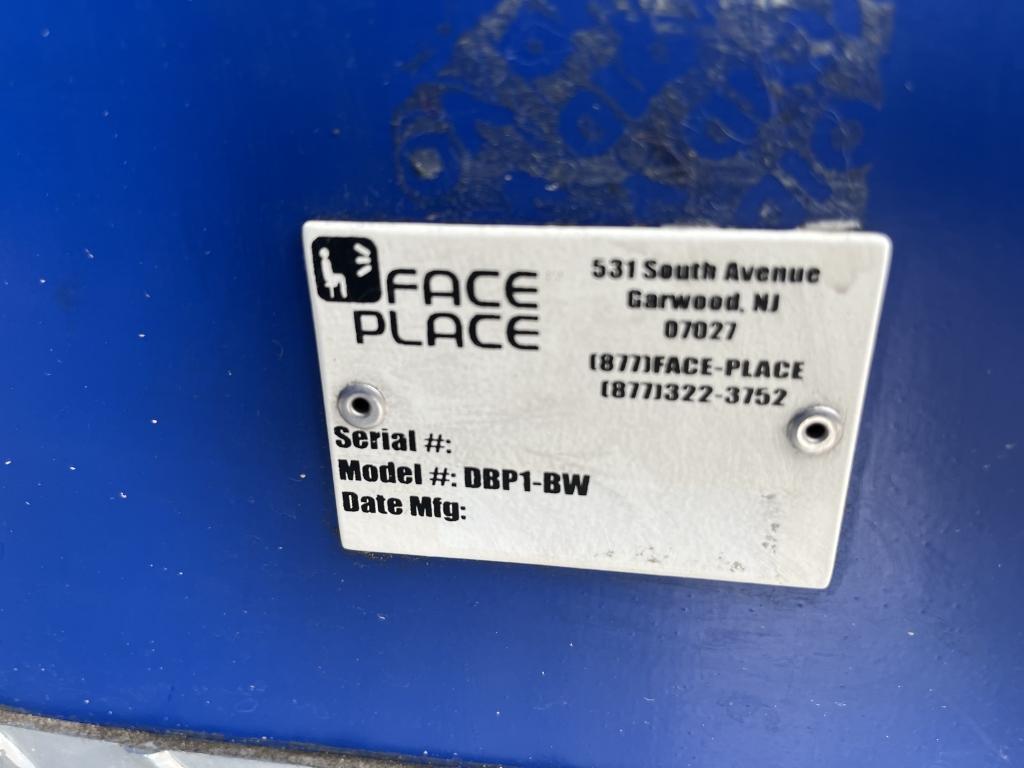 FACE
PLACE
531 South Avenue
Garwood, NJ
07027
(877)FACE-PLACE
(877)322-3752
Serial #:
Model #: DBP1-BW
Date Mfg: